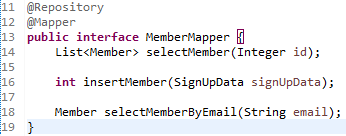 11 @Repository
12 @Mapper
13 public interface MemberMapper {
14 List<Member> selectMember(Integer id);
15
16 int insertMember(SignUpData signUpData);
17
18 Member selectMemberByEmail(String email);
19 }